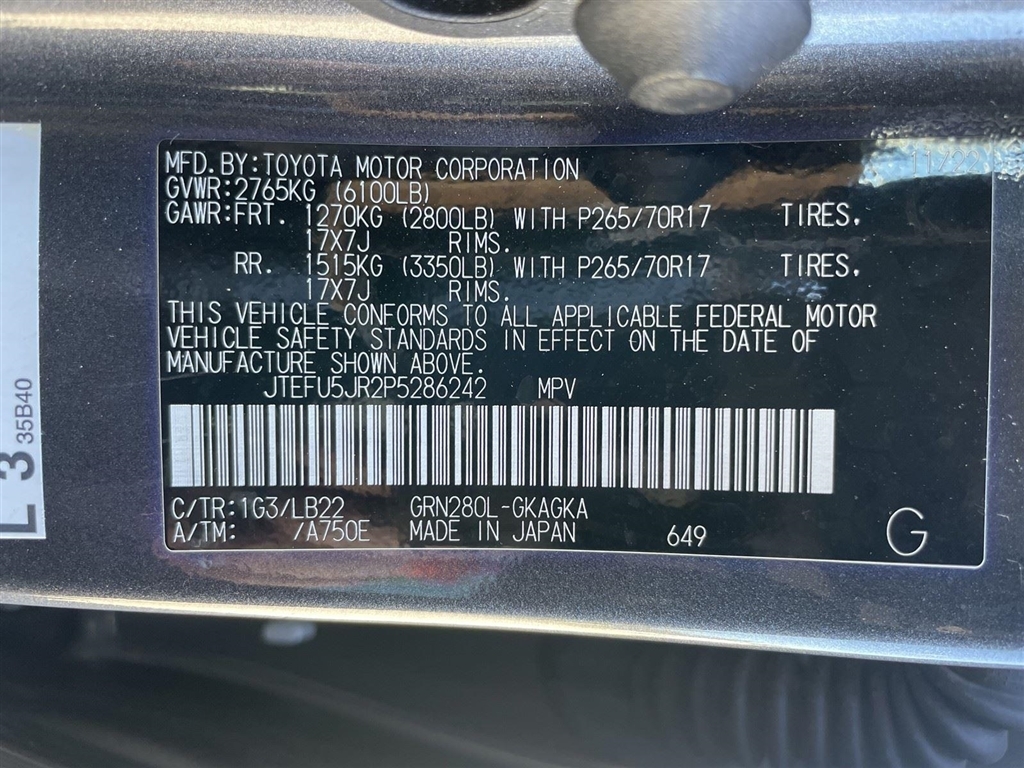 MFD.BY:TOYOTA MOTOR CORPORATION 11/22
GVWR:2765KG (6100LB)
GAWR:FRT. 1270KG (2800LB) WITH P265/70R17 TIRES.
17X7J RIMS.
RR. 1515KG (3350LB) WITH P265/70R17 TIRES.
17X7J RIMS.
THIS VEHICLE CONFORMS TO ALL APPLICABLE FEDERAL MOTOR
VEHICLE SAFETY STANDARDS IN EFFECT ON THE DATE OF
MANUFACTURE SHOWN ABOVE.
JTEFU5JR2P5286242 MPV
C/TR:1G3/LB22 GRN280L-GKAGKA
A/TM: /A750E MADE IN JAPAN 649 G
3
35B40